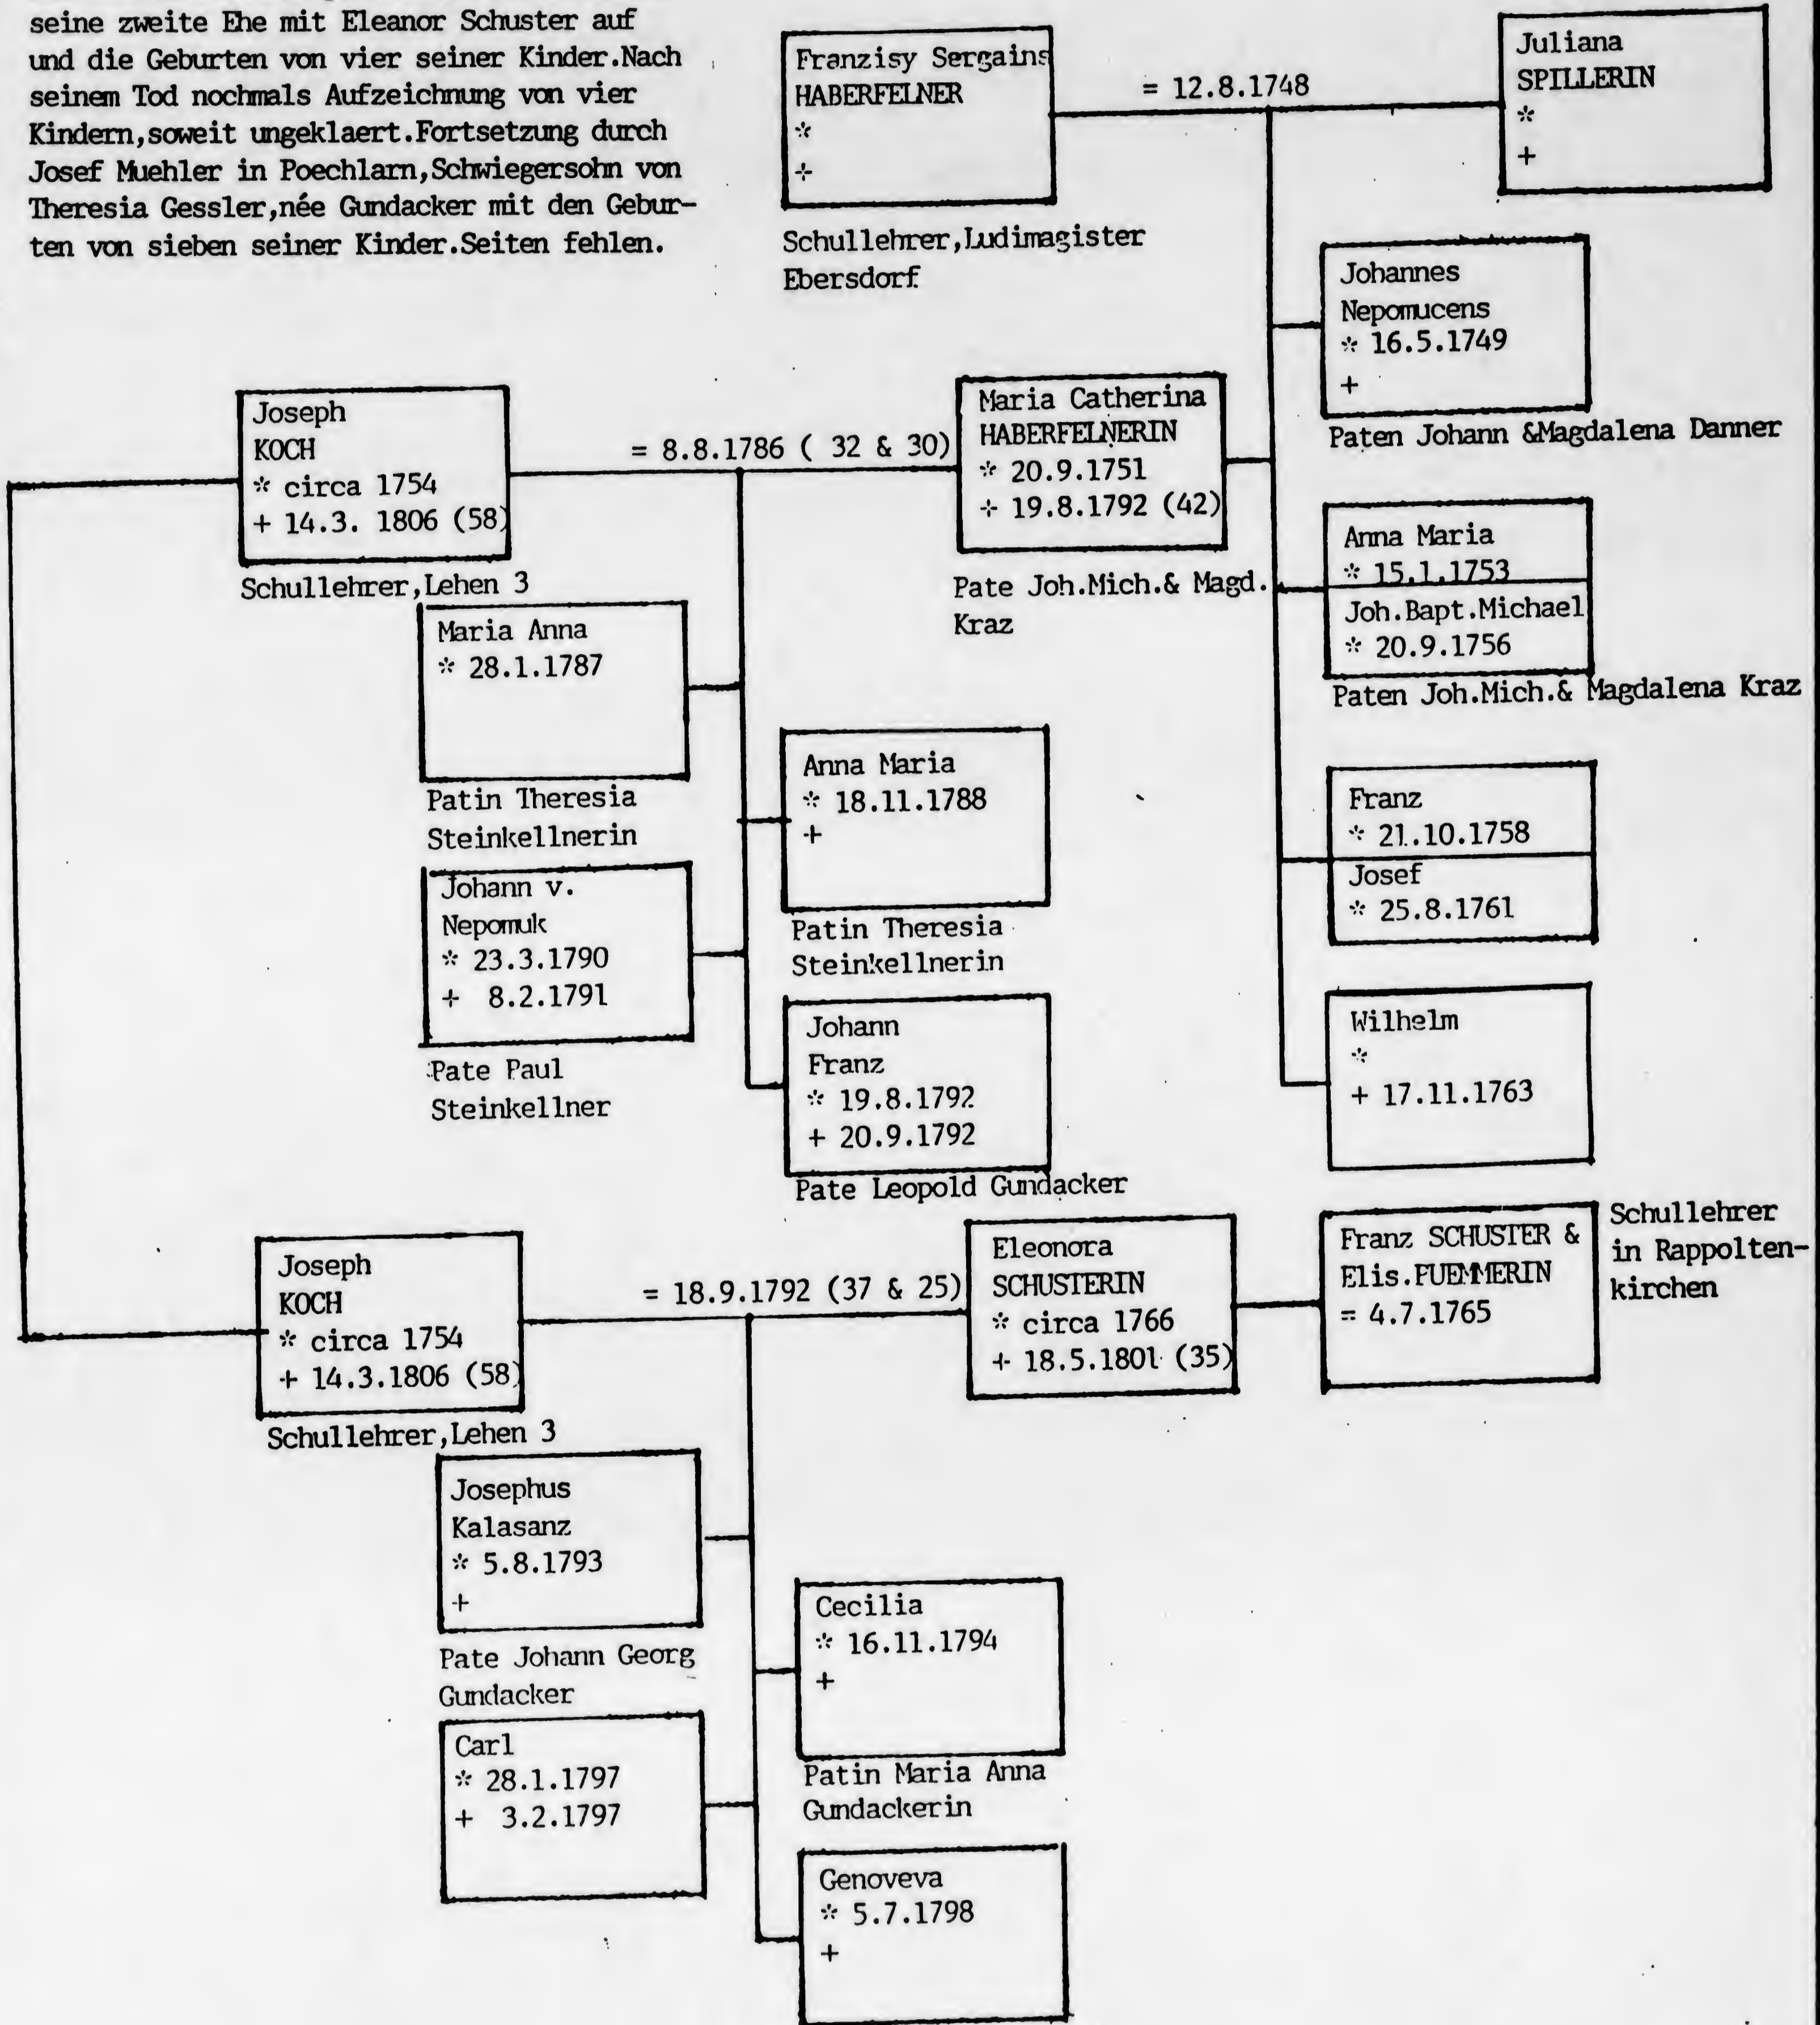 seine zweite Ehe mit Eleanor Schuster auf
und die Geburten von vier seiner Kinder.Nach
seinem Tod nochmals Aufzeichnung von vier
Kindern,soweit ungeklaert.Fortsetzung durch
Josef Muehler in Poechlarn,Schwiegersohn von
Theresia Gessler,née Gundacker mit den Gebur-
ten von sieben seiner Kinder.Seiten fehlen.
Franzisy Sergains
HABERFELNER
*
+
Schullehrer,Ludimagister
Ebersdorf
= 12.8.1748
Juliana
SPILLERIN
*
+
Johannes
Nepomucens
* 16.5.1749
+
Paten Johann &Magdalena Danner
Joseph
KOCH
* circa 1754
+ 14.3. 1806 (58)
Schullehrer,Lehen 3
= 8.8.1786 ( 32 & 30)
Maria Catherina
HABERFELNERIN
* 20.9.1751
+ 19.8.1792 (42)
Pate Joh.Mich.& Magd.
Kraz
Anna Maria
* 15.1.1753
Joh.Bapt.Michael
* 20.9.1756
Paten Joh.Mich.& Magdalena Kraz
Maria Anna
* 28.1.1787
Patin Theresia
Steinkellnerin
Anna Maria
* 18.11.1788
+
Patin Theresia
Steinkellnerin
Franz
* 21.10.1758
Josef
* 25.8.1761
Johann v.
Nepomuk
* 23.3.1790
+ 8.2.1791
Pate Paul
Steinkellner
Johann
Franz
* 19.8.1792
+ 20.9.1792
Pate Leopold Gundacker
Wilhelm
*
+ 17.11.1763
Joseph
KOCH
* circa 1754
+ 14.3.1806 (58)
Schullehrer,Lehen 3
= 18.9.1792 (37 & 25)
Eleonora
SCHUSTERIN
* circa 1766
+ 18.5.1801 (35)
Franz SCHUSTER &
Elis.FUEMMERIN
= 4.7.1765
Schullehrer
in Rappolten-
kirchen
Josephus
Kalasanz
* 5.8.1793
+
Pate Johann Georg
Gundacker
Cecilia
* 16.11.1794
+
Patin Maria Anna
Gundackerin
Carl
* 28.1.1797
+ 3.2.1797
Genoveva
* 5.7.1798
+